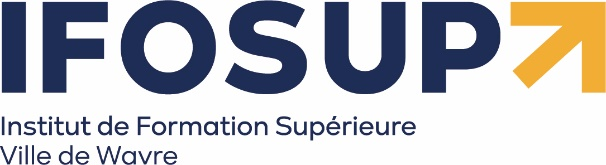 IFOSUP
Institut de Formation Supérieure
Ville de Wavre